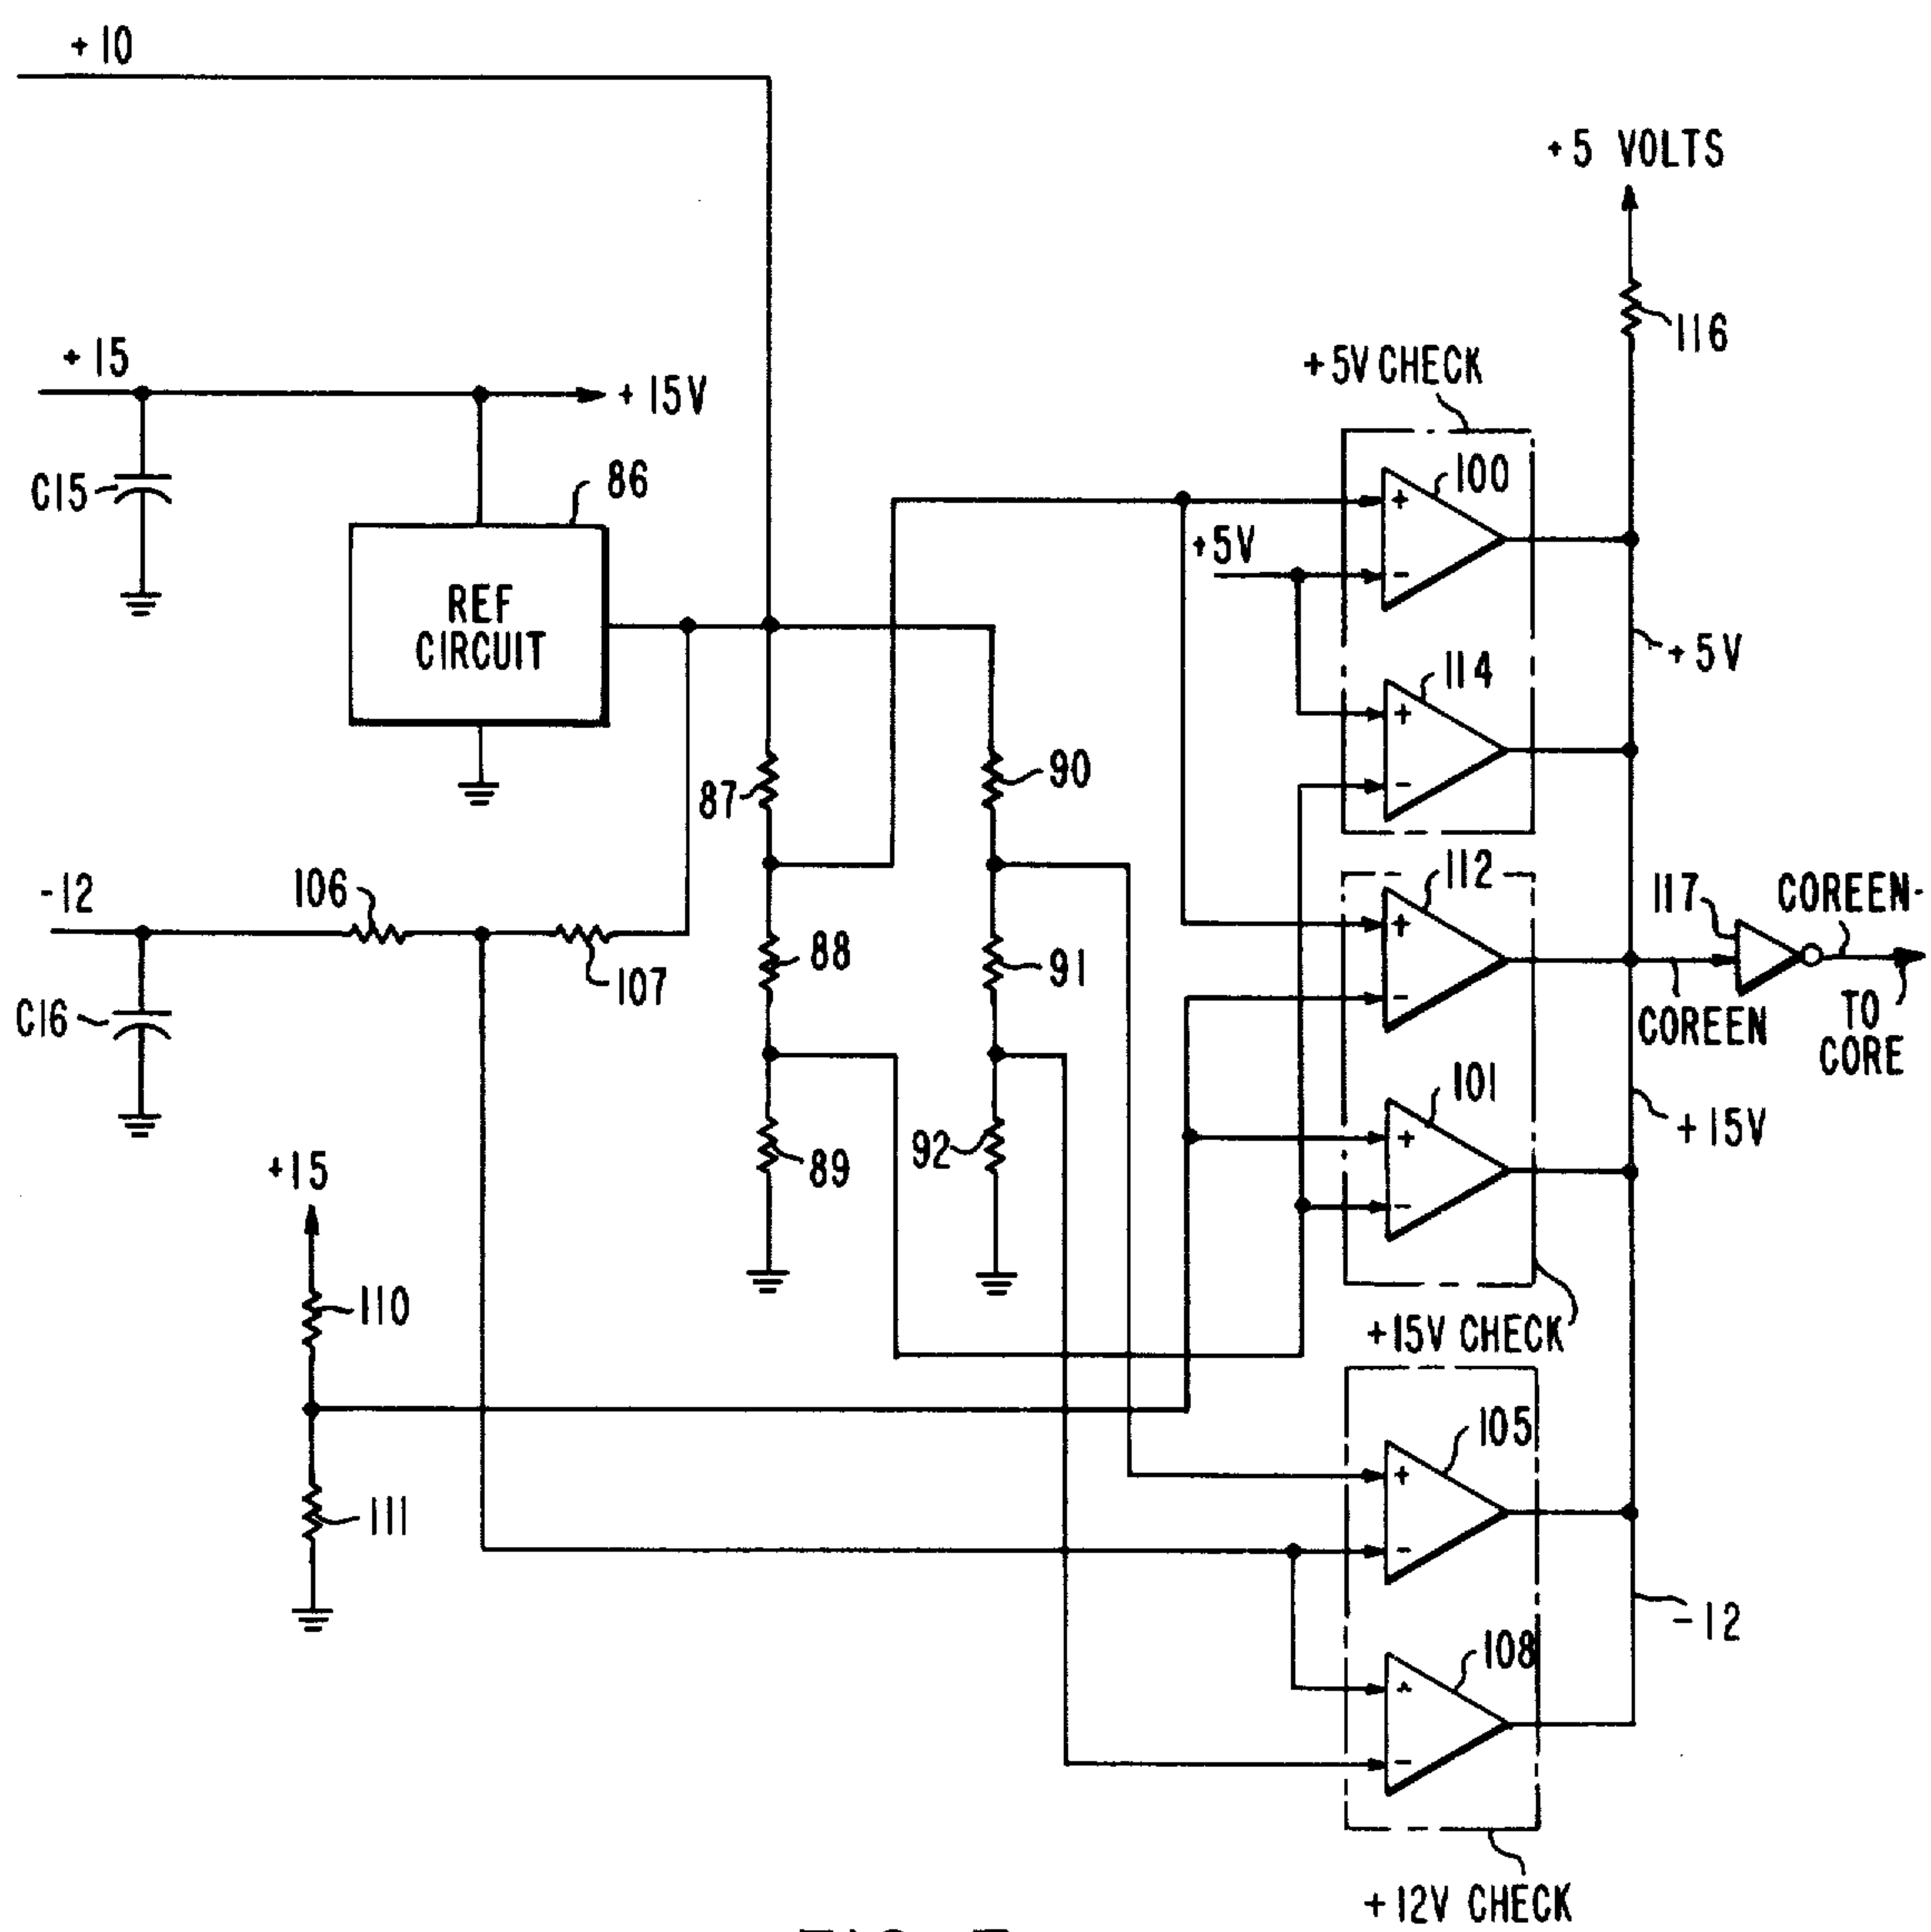 +10
+5 VOLTS
116
+15
+15V
+5V CHECK
C15
86
100
+
+5V
-
REF
CIRCUIT
+5V
114
+
87
90
-
-12
106
112
117
COREEN-
+
88
91
107
C16
-
COREEN
TO
CORE
101
+15V
+
89
92
+15
-
110
+15V CHECK
105
+
111
-
-12
108
+
-
+12V CHECK